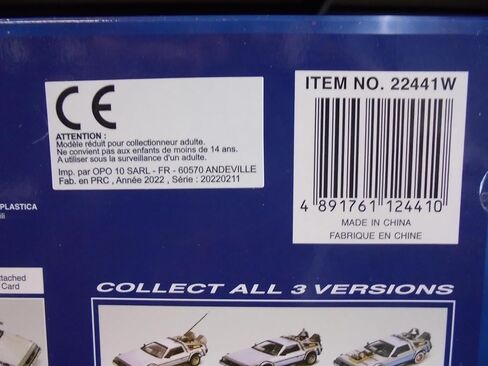 CE
ATTENTION :
Modèle réduit pour collectionneur adulte.
Ne convient pas aux enfants de moins de 14 ans.
A utiliser sous la surveillance d'un adulte.
Imp. par OPO 10 SARL - FR - 60570 ANDEVILLE
Fab. en PRC , Année 2022 , Série : 20220211
ITEM NO. 22441W
4 891761 124410
MADE IN CHINA
FABRIQUE EN CHINE
PLASTICA
ttached
Card
COLLECT ALL 3 VERSIONS